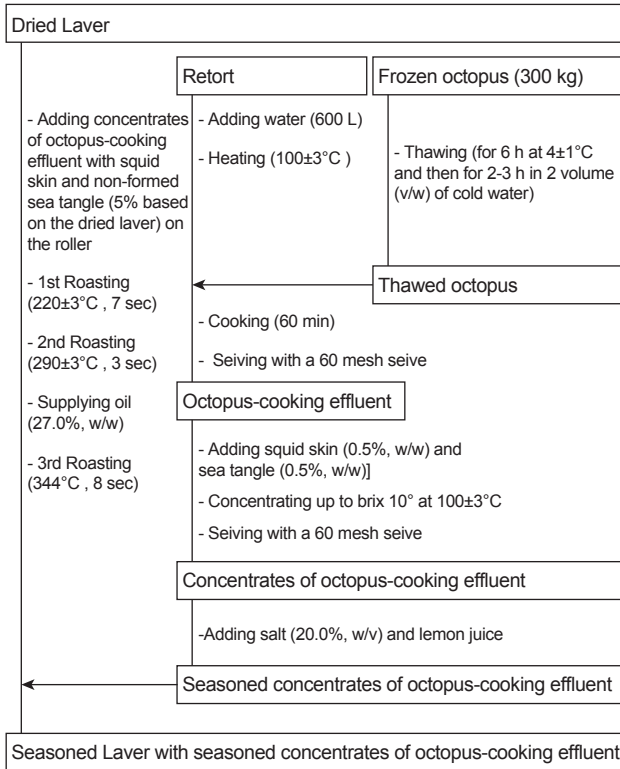 Dried Laver
Retort
Frozen octopus (300 kg)
- Adding concentrates
of octopus-cooking
effluent with squid
skin and non-formed
sea tangle (5% based
on the dried laver) on
the roller
- 1st Roasting
(220±3°C , 7 sec)
- 2nd Roasting
(290±3°C , 3 sec)
- Supplying oil
(27.0%, w/w)
- 3rd Roasting
(344°C , 8 sec)
- Adding water (600 L)
- Heating (100±3°C )
- Thawing (for 6 h at 4±1°C
and then for 2-3 h in 2 volume
(v/w) of cold water)
Thawed octopus
- Cooking (60 min)
- Seiving with a 60 mesh seive
Octopus-cooking effluent
- Adding squid skin (0.5%, w/w) and
sea tangle (0.5%, w/w)]
- Concentrating up to brix 10° at 100±3°C
- Seiving with a 60 mesh seive
Concentrates of octopus-cooking effluent
-Adding salt (20.0%, w/v) and lemon juice
Seasoned concentrates of octopus-cooking effluent
Seasoned Laver with seasoned concentrates of octopus-cooking effluent